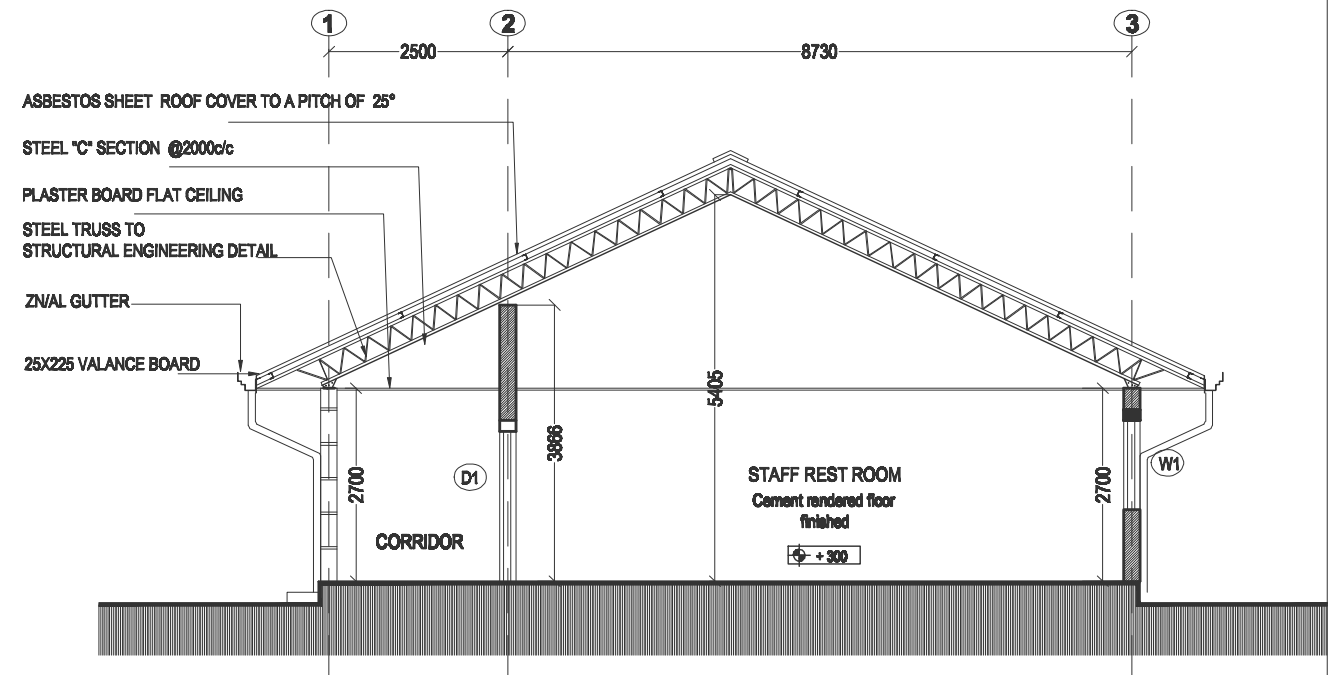 1 2 3
2500 8730
ASBESTOS SHEET ROOF COVER TO A PITCH OF 25°
STEEL "C" SECTION @2000c/c
PLASTER BOARD FLAT CEILING
STEEL TRUSS TO
STRUCTURAL ENGINEERING DETAIL
ZN/AL GUTTER
25X225 VALANCE BOARD
5405
3866
2700
2700
D1
W1
STAFF REST ROOM
Cement rendered floor
finished
CORRIDOR
+ 300